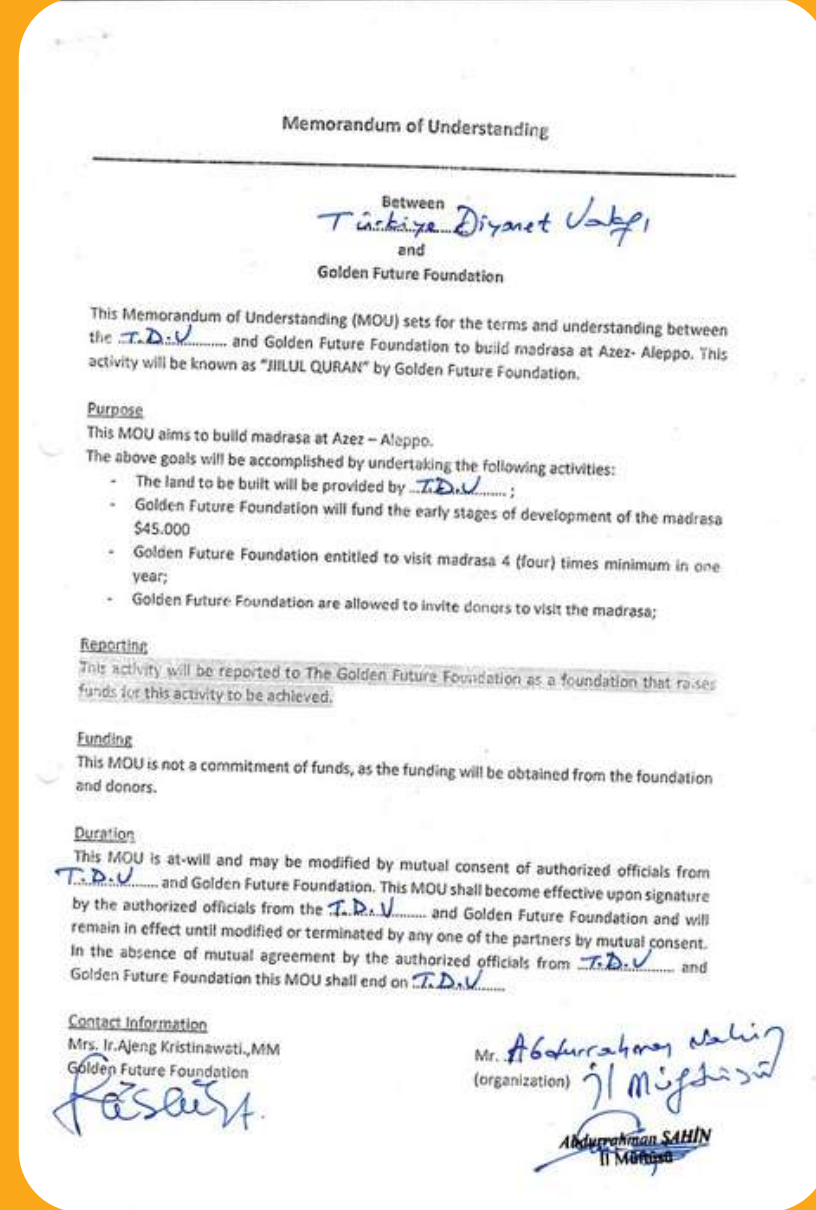 Memorandum of Understanding
Between
Türkiye Diyanet Vakfı
and
Golden Future Foundation
This Memorandum of Understanding (MOU) sets for the terms and understanding between
the T.D.V and Golden Future Foundation to build madrasa at Azez- Aleppo. This
activity will be known as "JIILUL QURAN" by Golden Future Foundation.
Purpose
This MOU aims to build madrasa at Azez – Aleppo.
The above goals will be accomplished by undertaking the following activities:
- The land to be built will be provided by T.D.V ;
- Golden Future Foundation will fund the early stages of development of the madrasa
$45.000
- Golden Future Foundation entitled to visit madrasa 4 (four) times minimum in one
year;
- Golden Future Foundation are allowed to invite donors to visit the madrasa;
Reporting
This activity will be reported to The Golden Future Foundation as a foundation that raises
funds for this activity to be achieved.
Funding
This MOU is not a commitment of funds, as the funding will be obtained from the foundation
and donors.
Duration
This MOU is at-will and may be modified by mutual consent of authorized officials from
T.D.V and Golden Future Foundation. This MOU shall become effective upon signature
by the authorized officials from the T.D.V and Golden Future Foundation and will
remain in effect until modified or terminated by any one of the partners by mutual consent.
In the absence of mutual agreement by the authorized officials from T.D.V and
Golden Future Foundation this MOU shall end on T.D.V
Contact Information
Mrs. Ir.Ajeng Kristinawati.,MM
Golden Future Foundation
Mr. Abdurrahman Şahin
(organization) İl Müftüsü
Abdurrahman ŞAHİN
İl Müftüsü